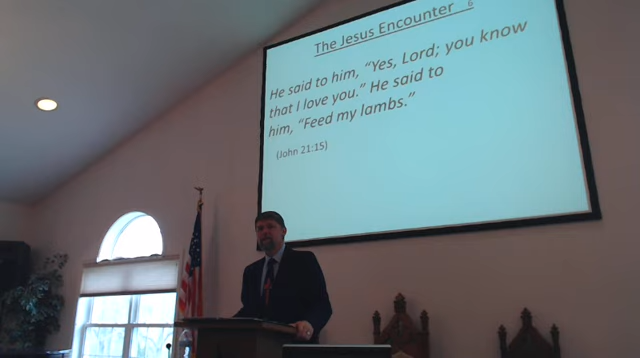 The Jesus Encounter 6
He said to him, “Yes, Lord; you know
that I love you.” He said to
him, “Feed my lambs.”
(John 21:15)